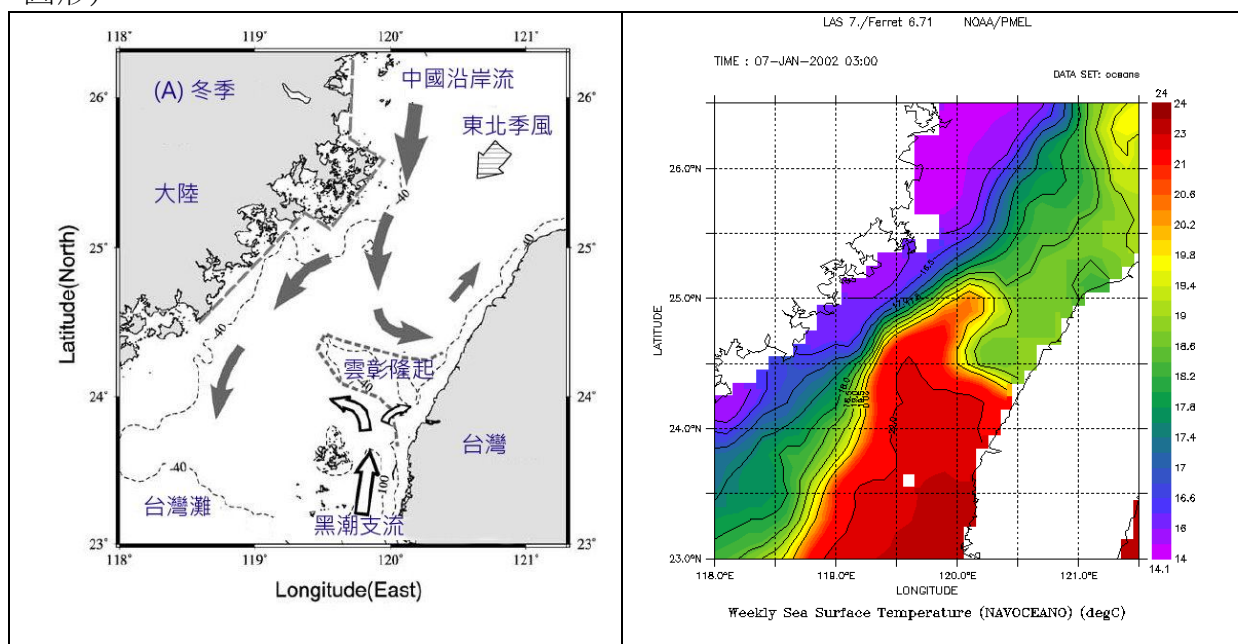 圖形)
118
119
120
121
26
25
24
23
118
119
120
121
26
25
24
23
(A) 冬季
中國沿岸流
東北季風
大陸
40
40
40
雲彰隆起
40
台灣
40
台灣灘
100
黑潮支流
Latitude(North)
Longitude(East)
LAS 7./Ferret 6.71 NOAA/PMEL
TIME : 07-JAN-2002 03:00
DATA SET: oceans
24
24
23
21
20.6
20.2
19.8
19.4
19
18.6
18.2
17.8
17.4
17
16.6
16
15
14
14.1
26.0°N
25.0°N
24.0°N
23.0°N
LATITUDE
118.0°E
119.0°E
120.0°E
121.0°E
LONGITUDE
Weekly Sea Surface Temperature (NAVOCEANO) (degC)